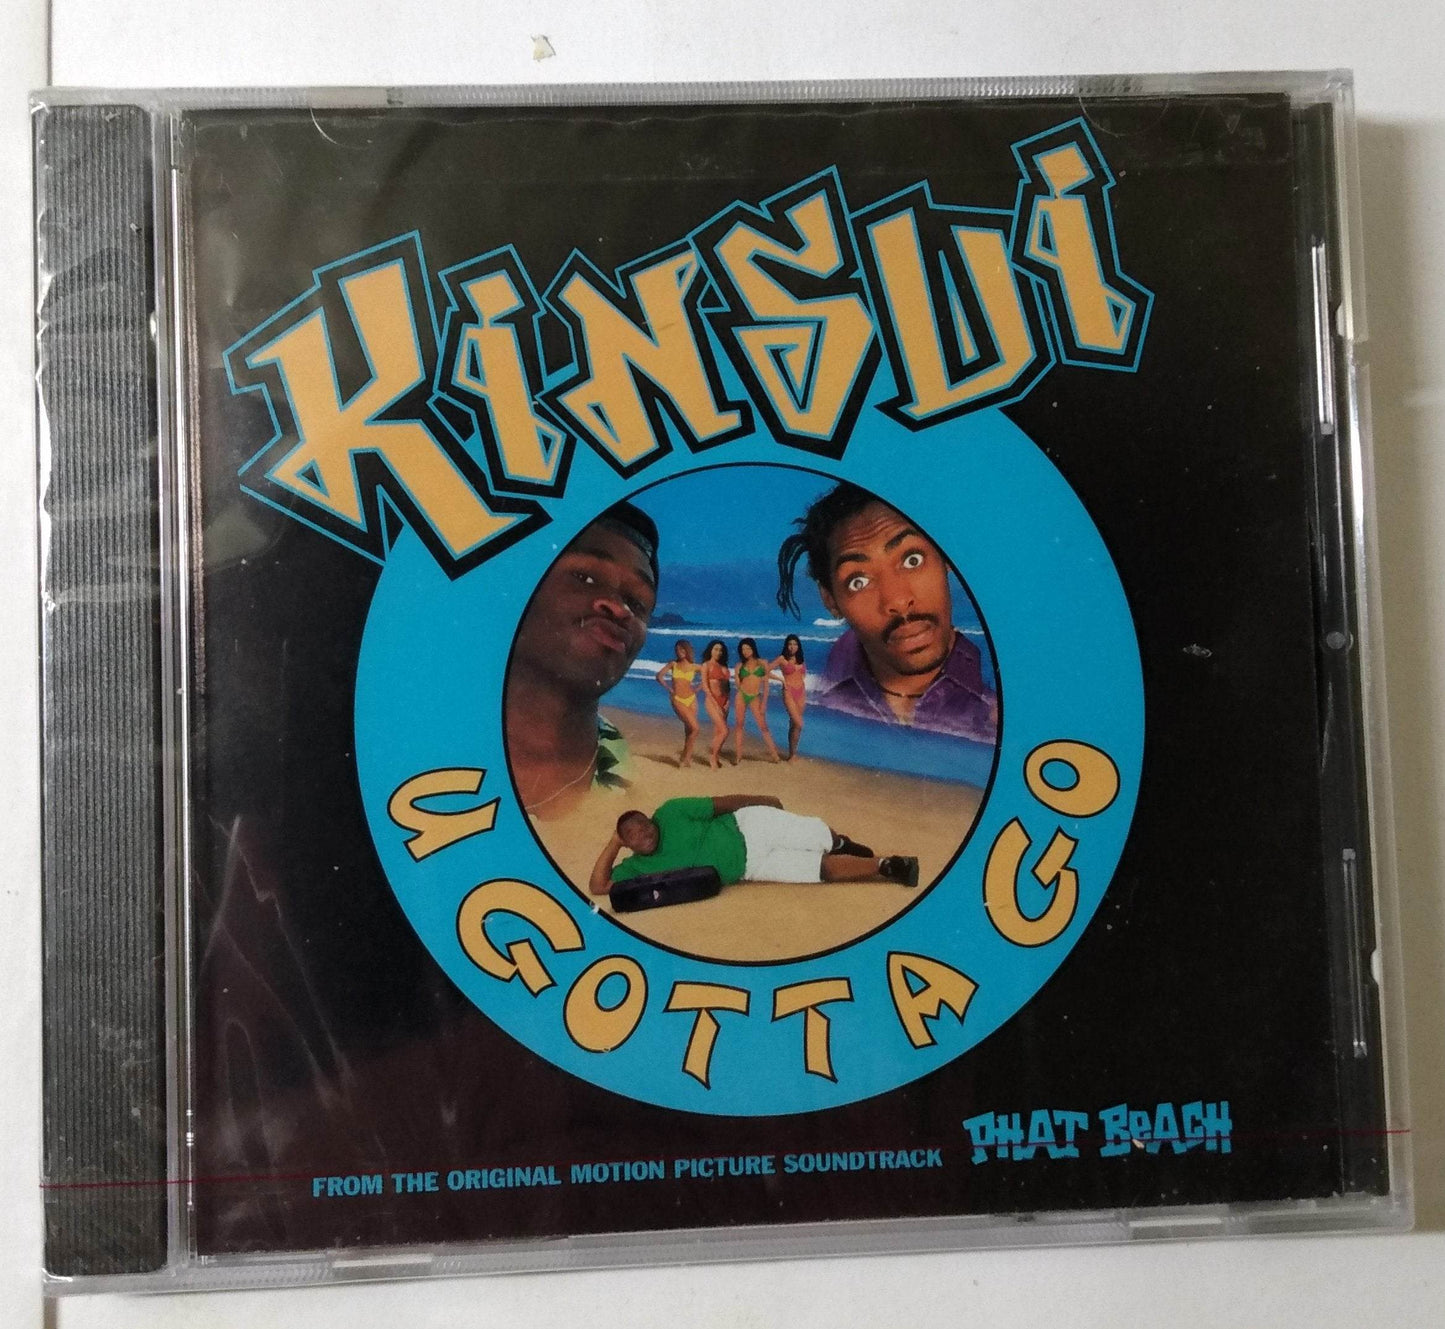 KiNSUi
U GOTTA GO
FROM THE ORIGINAL MOTION PICTURE SOUNDTRACK PHAT BEACH